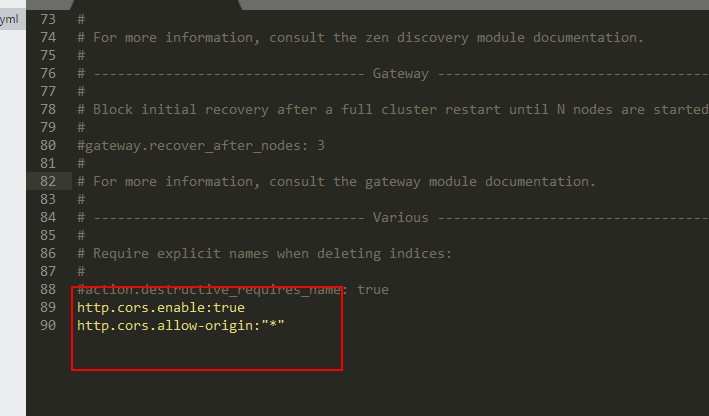 yml
73 #
74 # For more information, consult the zen discovery module documentation.
75 #
76 # ---------------------------------- Gateway ----------------------------------
77 #
78 # Block initial recovery after a full cluster restart until N nodes are started
79 #
80 #gateway.recover_after_nodes: 3
81 #
82 # For more information, consult the gateway module documentation.
83 #
84 # ---------------------------------- Various ----------------------------------
85 #
86 # Require explicit names when deleting indices:
87 #
88 #action.destructive_requires_name: true
89 http.cors.enable:true
90 http.cors.allow-origin:"*"